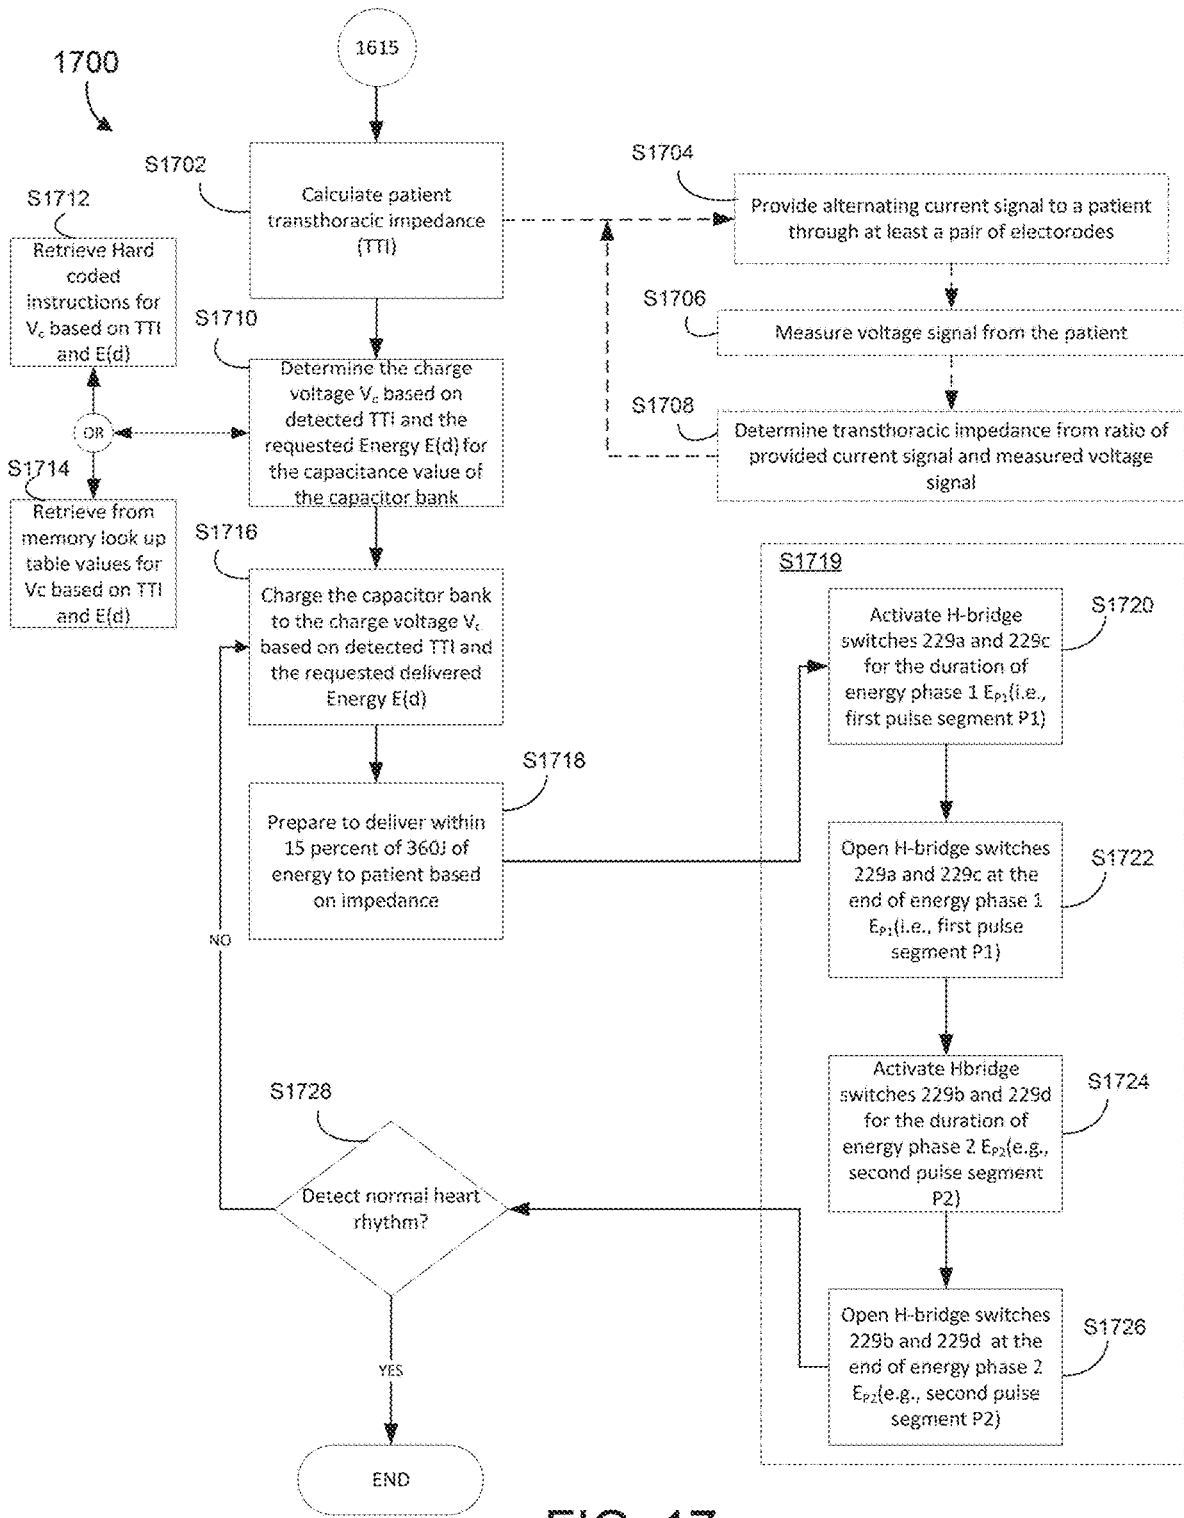 1615
1700
S1702
Calculate patient
transthoracic impedance
(TTI)
S1704
Provide alternating current signal to a patient
through at least a pair of electorodes
S1706
Measure voltage signal from the patient
S1708
Determine transthoracic impedance from ratio of
provided current signal and measured voltage
signal
S1712
Retrieve Hard
coded
instructions for
Vc based on TTI
and E(d)
OR
S1714
Retrieve from
memory look up
table values for
Vc based on TTI
and E(d)
S1710
Determine the charge
voltage Vc based on
detected TTI and the
requested Energy E(d) for
the capacitance value of
the capacitor bank
S1716
Charge the capacitor bank
to the charge voltage Vc
based on detected TTI and
the requested delivered
Energy E(d)
S1718
Prepare to deliver within
15 percent of 360J of
energy to patient based
on impedance
S1719
S1720
Activate H-bridge
switches 229a and 229c
for the duration of
energy phase 1 EP1(i.e.,
first pulse segment P1)
S1722
Open H-bridge switches
229a and 229c at the
end of energy phase 1
EP1(i.e., first pulse
segment P1)
S1724
Activate Hbridge
switches 229b and 229d
for the duration of
energy phase 2 EP2(e.g.,
second pulse segment
P2)
S1726
Open H-bridge switches
229b and 229d at the
end of energy phase 2
EP2(e.g., second pulse
segment P2)
S1728
Detect normal heart
rhythm?
NO
YES
END
FIG. 17